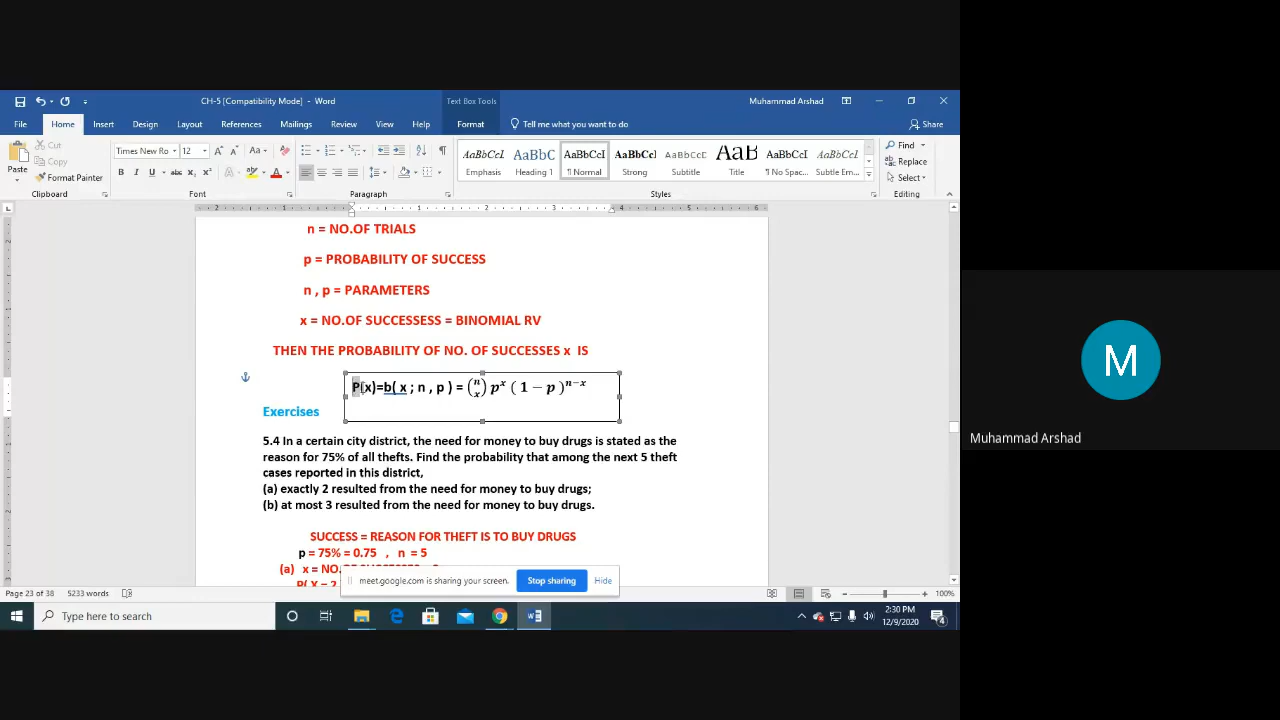 CH-5 [Compatibility Mode] - Word
Text Box Tools
Muhammad Arshad
File Home Insert Design Layout References Mailings Review View Help Format Tell me what you want to do Share
Paste
Cut
Copy
Format Painter
Clipboard
Times New Ro 12
Font
Paragraph
AaBbCcI Emphasis
AaBbC Heading 1
AaBbCcI ¶ Normal
AaBbCcl Strong
AaBbCcD Subtitle
AaB Title
AaBbCcI ¶ No Spac...
AaBbCcI Subtle Em...
Styles
Find
Replace
Select
Editing
n = NO.OF TRIALS
p = PROBABILITY OF SUCCESS
n , p = PARAMETERS
x = NO.OF SUCCESSESS = BINOMIAL RV
THEN THE PROBABILITY OF NO. OF SUCCESSES x IS
P(x)=b( x ; n , p ) = (n x) p^x ( 1 − p )^{n−x}
Exercises
5.4 In a certain city district, the need for money to buy drugs is stated as the
reason for 75% of all thefts. Find the probability that among the next 5 theft
cases reported in this district,
(a) exactly 2 resulted from the need for money to buy drugs;
(b) at most 3 resulted from the need for money to buy drugs.
SUCCESS = REASON FOR THEFT IS TO BUY DRUGS
p = 75% = 0.75 , n = 5
(a) x = NO.
P( X = 2
meet.google.com is sharing your screen. Stop sharing Hide
Page 23 of 38 5233 words 100%
Type here to search
2:30 PM
12/9/2020
4
M
Muhammad Arshad